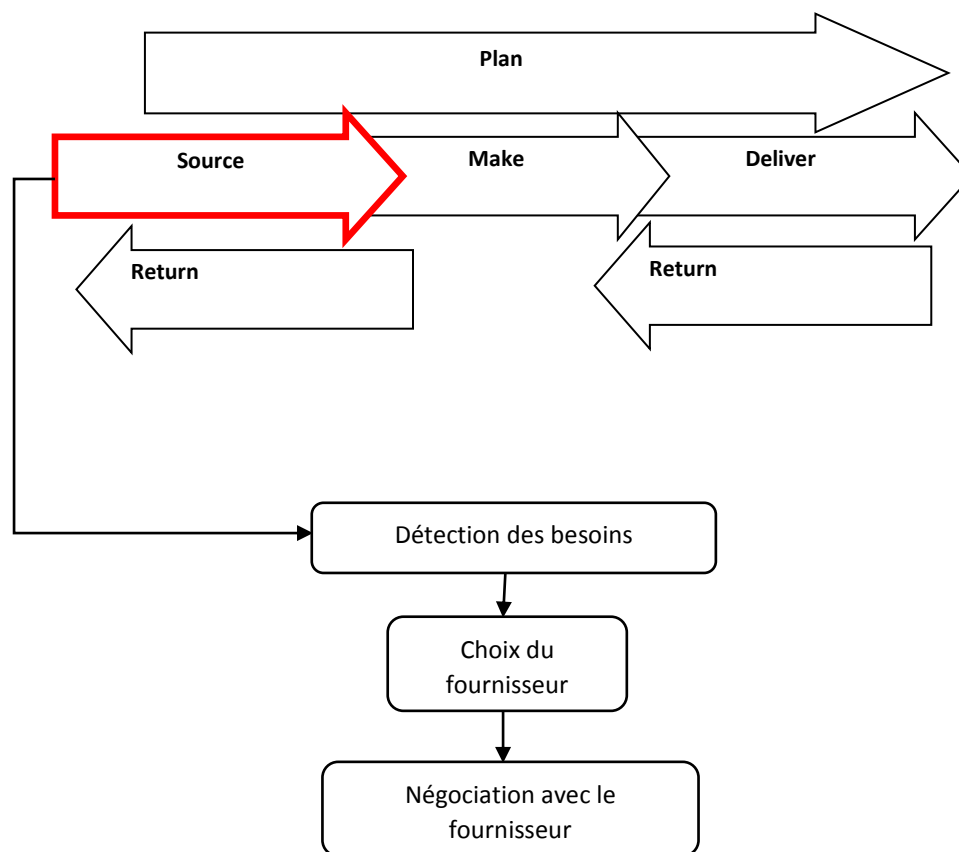 Plan
Source
Make
Deliver
Return
Return
Détection des besoins
Choix du
fournisseur
Négociation avec le
fournisseur